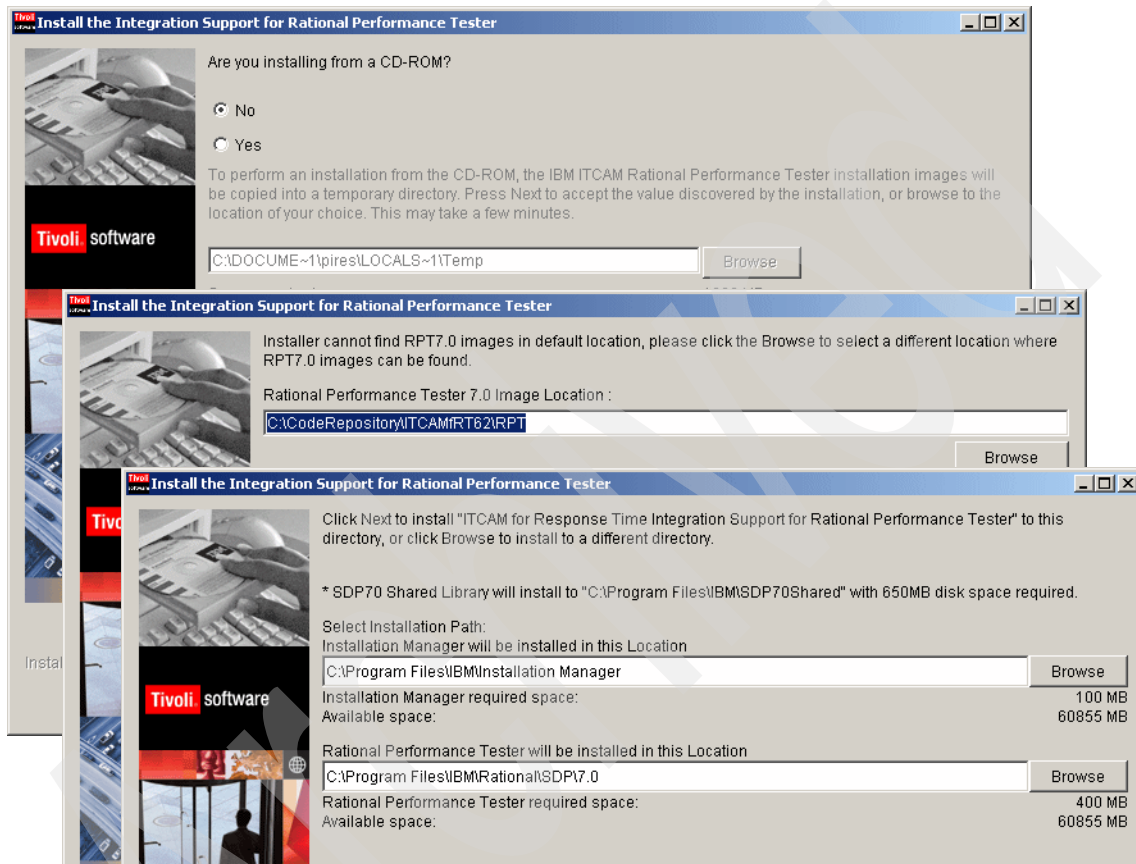 Install the Integration Support for Rational Performance Tester
Are you installing from a CD-ROM?
No
Yes
To perform an installation from the CD-ROM, the IBM ITCAM Rational Performance Tester installation images will
be copied into a temporary directory. Press Next to accept the value discovered by the installation, or browse to the
location of your choice. This may take a few minutes.
Tivoli. software
C:\DOCUME~1\pires\LOCALS~1\Temp
Browse
Install the Integration Support for Rational Performance Tester
Installer cannot find RPT7.0 images in default location, please click the Browse to select a different location where
RPT7.0 images can be found.
Rational Performance Tester 7.0 Image Location :
C:\CodeRepository\ITCAMfRT62\RPT
Browse
Install the Integration Support for Rational Performance Tester
Click Next to install "ITCAM for Response Time Integration Support for Rational Performance Tester" to this
directory, or click Browse to install to a different directory.
* SDP70 Shared Library will install to "C:\Program Files\IBM\SDP70Shared" with 650MB disk space required.
Select Installation Path:
Installation Manager will be installed in this Location
C:\Program Files\IBM\Installation Manager
Browse
Tivoli. software
Installation Manager required space:
100 MB
Available space:
60855 MB
Rational Performance Tester will be installed in this Location
C:\Program Files\IBM\Rational\SDP\7.0
Browse
Rational Performance Tester required space:
400 MB
Available space:
60855 MB